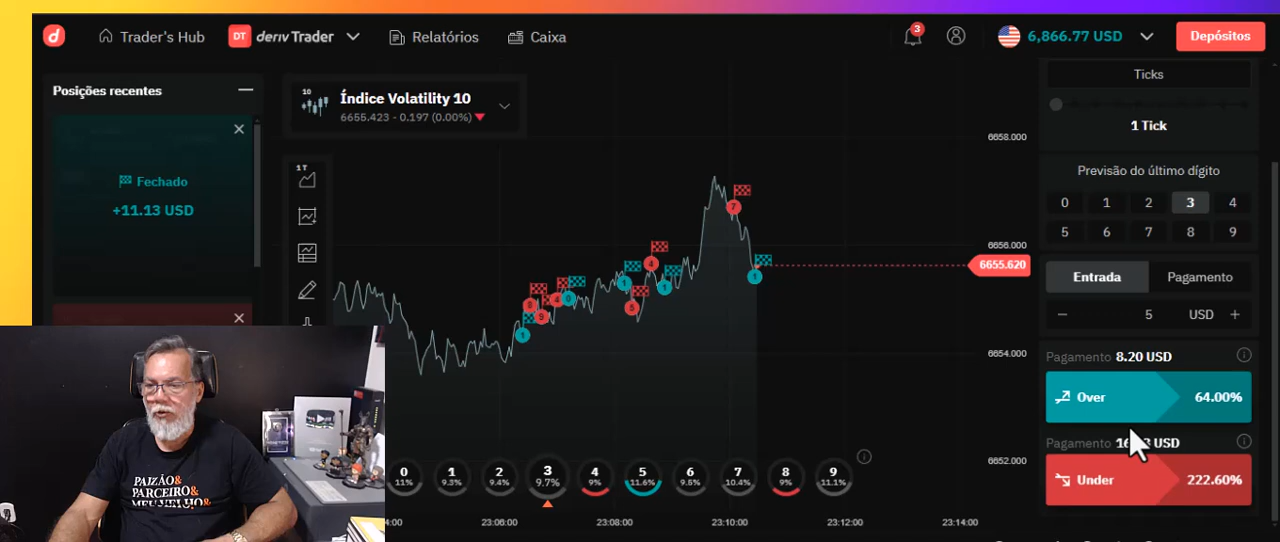 Trader's Hub
DT
deriv Trader
Relatórios
Caixa
3
6,866.77 USD
Depósitos
Posições recentes
Fechado
+11.13 USD
10
Índice Volatility 10
6655.423 - 0.197 (0.00%)
1T
6658.000
6656.000
6655.620
6654.000
6652.000
0 11%
1 9.3%
2 9.4%
3 9.7%
4 9%
5 11.6%
6 9.5%
7 10.4%
8 9%
9 11.1%
23:06:00
23:08:00
23:10:00
23:12:00
23:14:00
Ticks
1 Tick
Previsão do último dígito
0 1 2 3 4
5 6 7 8 9
Entrada
Pagamento
5
USD
Pagamento 8.20 USD
Over 64.00%
Pagamento USD
Under 222.60%
PAIZÃO&
PARCEIRO&